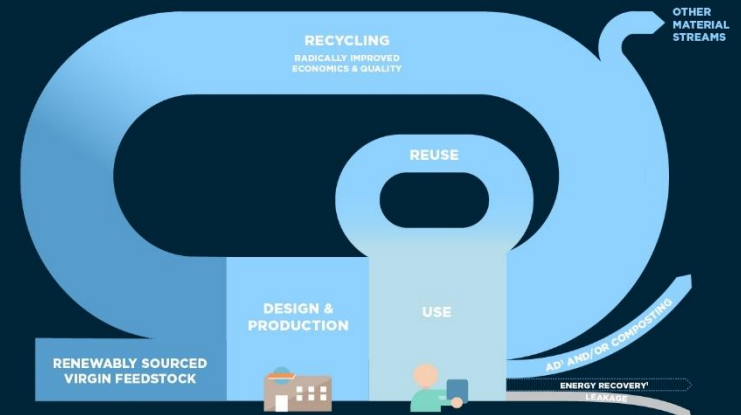 OTHER
MATERIAL
STREAMS
RECYCLING
RADICALLY IMPROVED
ECONOMICS & QUALITY
REUSE
DESIGN &
PRODUCTION
USE
RENEWABLY SOURCED
VIRGIN FEEDSTOCK
AD¹ AND/OR COMPOSTING
ENERGY RECOVERY¹
LEAKAGE